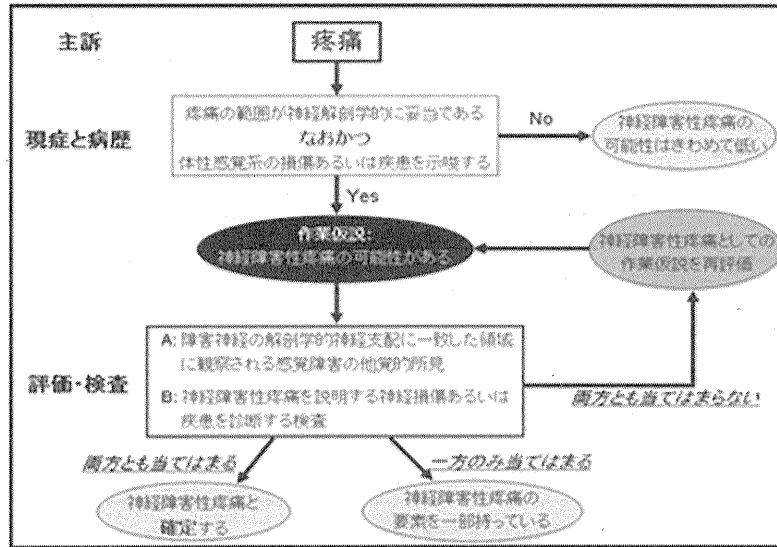 主訴
疼痛
現症と病歴
疼痛の範囲が神経解剖学的に妥当である
なおかつ
体性感覚系の損傷あるいは疾患を示唆する
No
神経障害性疼痛の
可能性はきわめて低い
Yes
作業仮説:
神経障害性疼痛の可能性がある
神経障害性疼痛としての
作業仮説を再評価
評価・検査
A: 障害神経の解剖学的神経支配に一致した領域
に観察される感覚障害の他覚的所見
B: 神経障害性疼痛を説明する神経損傷あるいは
疾患を診断する検査
両方とも当てはまらない
両方とも当てはまる
一方のみ当てはまる
神経障害性疼痛と
確定する
神経障害性疼痛の
要素を一部持っている